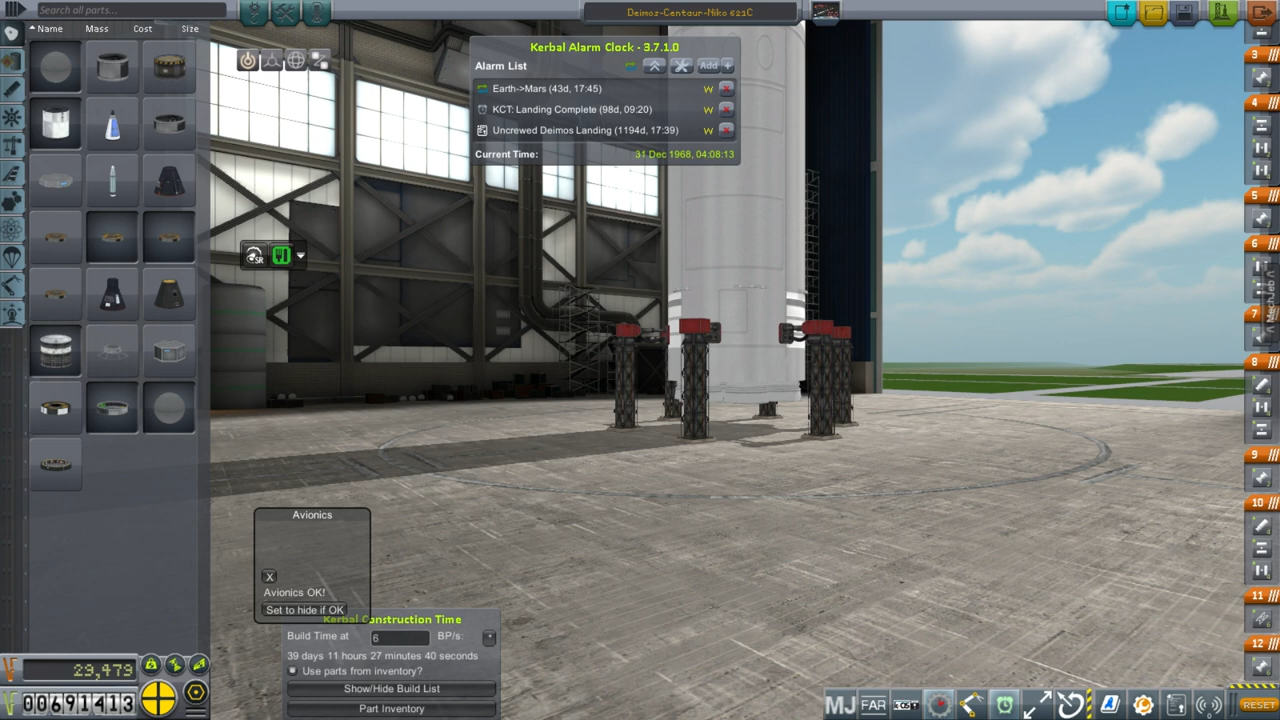 Search all parts...
Name Mass Cost Size
Deimos-Centaur-Niko 621C
Kerbal Alarm Clock - 3.7.1.0
Alarm List Add +
Earth->Mars (43d, 17:45) W
KCT: Landing Complete (98d, 09:20) W
Uncrewed Deimos Landing (1194d, 17:39) W
Current Time: 31 Dec 1968, 04:08:13
SR
Avionics
X
Avionics OK!
Set to hide if OK
Kerbal Construction Time
Build Time at 6 BP/s: *
39 days 11 hours 27 minutes 40 seconds
Use parts from inventory?
Show/Hide Build List
Part Inventory
29,479
00691413
3
4
5
6
7
MechJeb
8
9
10
11
12
MJ FAR kOS RESET